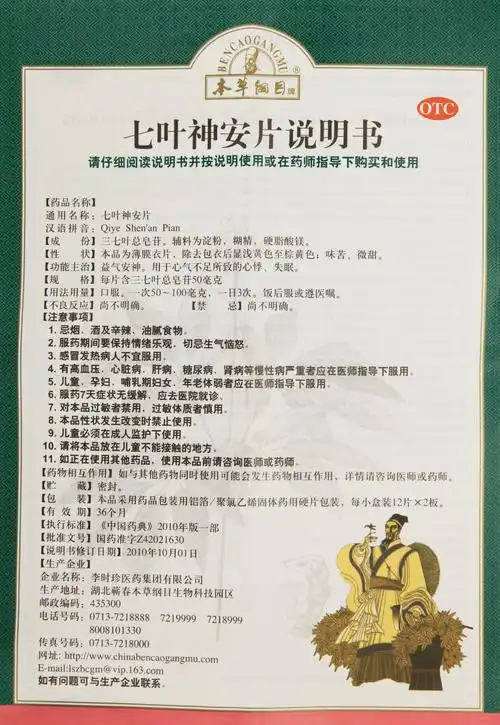 BENCAOGANGMU
本草纲目牌
®
OTC
七叶神安片说明书
请仔细阅读说明书并按说明使用或在药师指导下购买和使用
【药品名称】
通用名称：七叶神安片
汉语拼音：Qiye Shen'an Pian
【成　份】三七叶总皂苷。辅料为淀粉，糊精，硬脂酸镁。
【性　状】本品为薄膜衣片，除去包衣后显浅黄色至棕黄色；味苦、微甜。
【功能主治】益气安神。用于心气不足所致的心悸、失眠。
【规　格】每片含三七叶总皂苷50毫克
【用法用量】口服。一次50～100毫克，一日3次。饭后服或遵医嘱。
【不良反应】尚不明确。　【禁　忌】尚不明确。
【注意事项】
1. 忌烟、酒及辛辣、油腻食物。
2. 服药期间要保持情绪乐观，切忌生气恼怒。
3. 感冒发热病人不宜服用。
4. 有高血压、心脏病、肝病、糖尿病、肾病等慢性病严重者应在医师指导下服用。
5. 儿童，孕妇、哺乳期妇女，年老体弱者应在医师指导下服用。
6. 服药7天症状无缓解，应去医院就诊。
7. 对本品过敏者禁用，过敏体质者慎用。
8. 本品性状发生改变时禁止使用。
9. 儿童必须在成人监护下使用。
10. 请将本品放在儿童不能接触的地方。
11. 如正在使用其他药品，使用本品前请咨询医师或药师。
【药物相互作用】如与其他药物同时使用可能会发生药物相互作用，详情请咨询医师或药师。
【贮　藏】密封。
【包　装】本品采用药品包装用铝箔/聚氯乙烯固体药用硬片包装，每小盒装12片×2板。
【有 效 期】36个月
【执行标准】《中国药典》2010年版一部
【批准文号】国药准字Z42021630
【说明书修订日期】2010年10月01日
【生产企业】
企业名称：李时珍医药集团有限公司
生产地址：湖北蕲春本草纲目生物科技园区
邮政编码：435300
电话号码：0713-7218888　7219999　7218999
8008101330
传真号码：0713-7218000
网址：http://www.chinabencaogangmu.com
E-mail:lszbcgm@vip.163.com
如有问题可与生产企业联系。